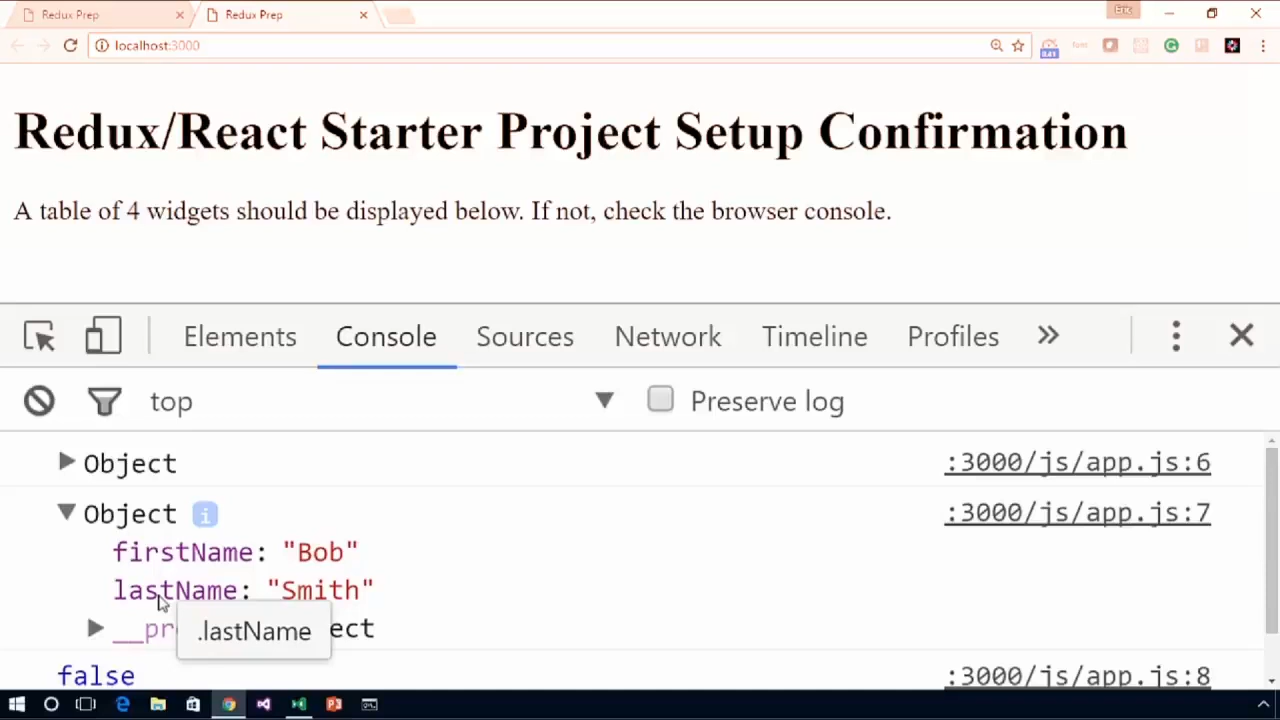 Redux Prep
Redux Prep
Eric
localhost:3000
0.41
Redux/React Starter Project Setup Confirmation
A table of 4 widgets should be displayed below. If not, check the browser console.
Elements Console Sources Network Timeline Profiles »
top Preserve log
Object :3000/js/app.js:6
Object i :3000/js/app.js:7
firstName: "Bob"
lastName: "Smith"
.lastName
false :3000/js/app.js:8